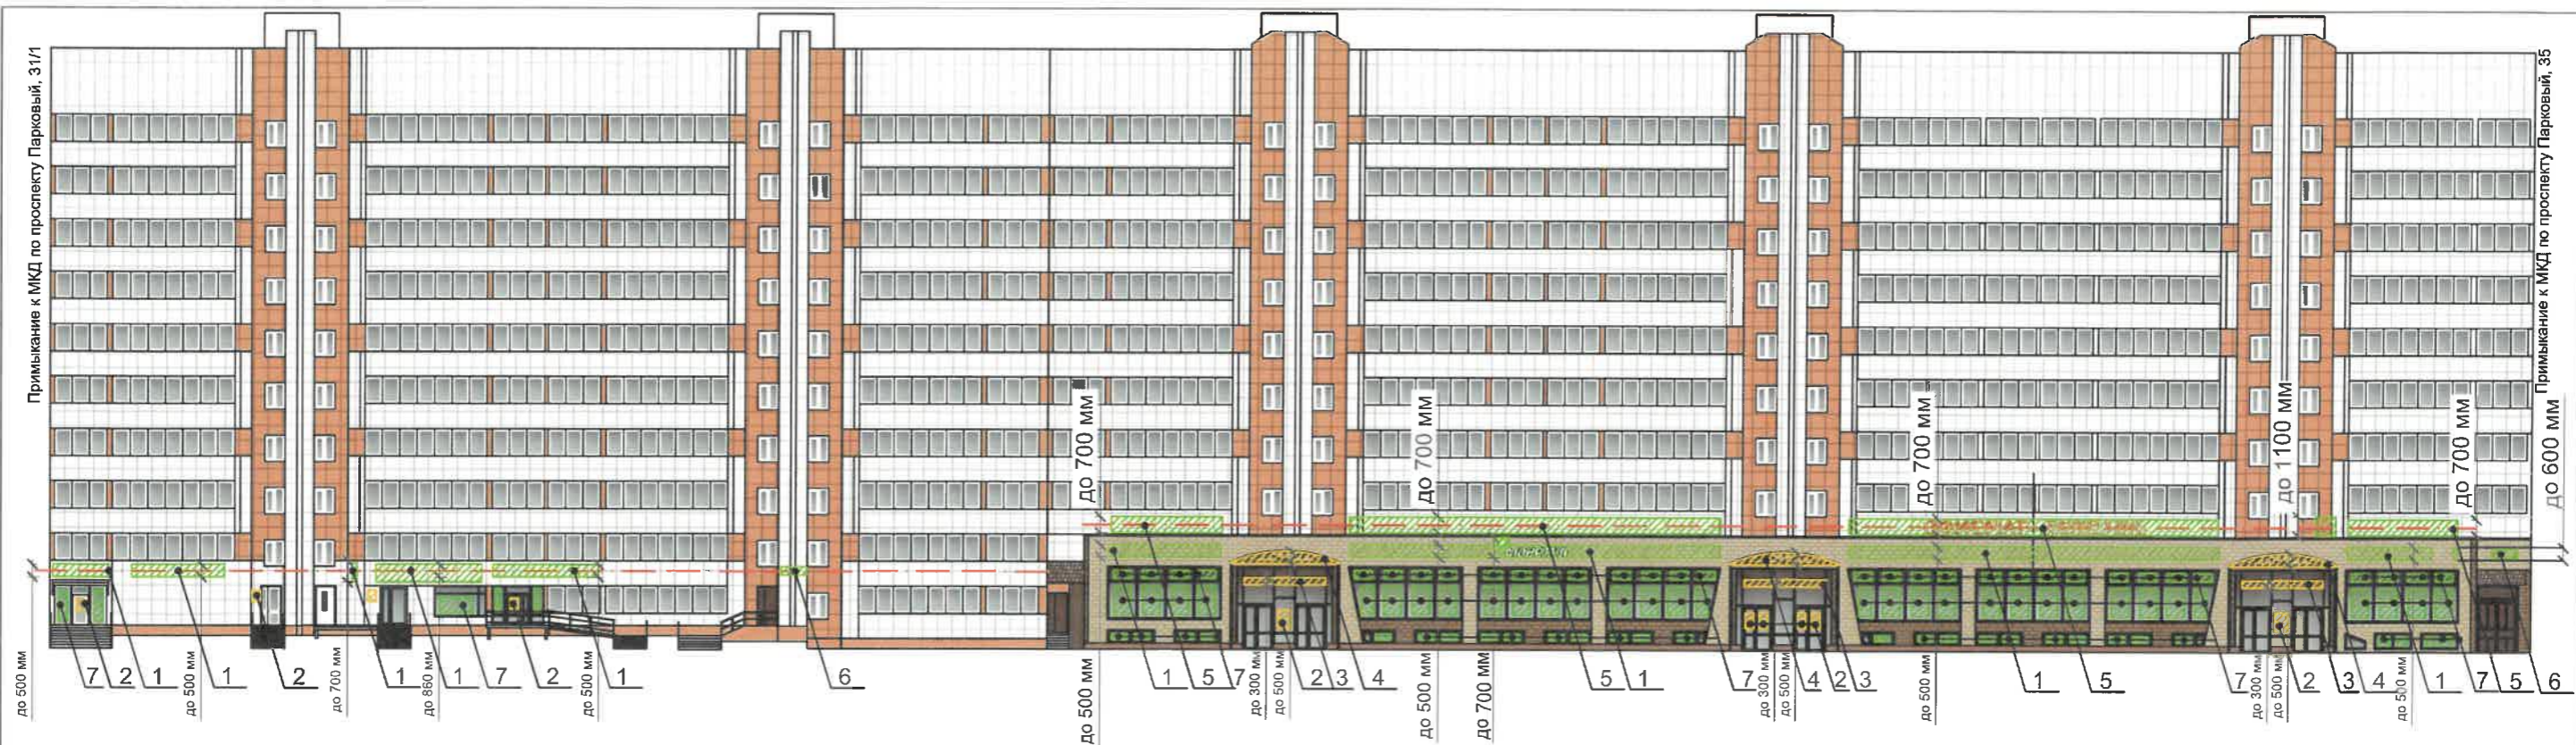 Примыкание к МКД по проспекту Парковый, 31/1
Примыкание к МКД по проспекту Парковый, 35
до 700 мм
до 700 мм
до 700 мм
до 1100 мм
до 700 мм
до 600 мм
до 500 мм
7
2
1
до 500 мм
1
2
до 700 мм
1
до 860 мм
1
7
2
до 500 мм
1
6
до 500 мм
1
5
7
до 300 мм
до 500 мм
2
3
4
до 500 мм
до 700 мм
5
1
7
до 300 мм
до 500 мм
4
2
3
до 500 мм
1
5
7
до 300 мм
до 500 мм
2
3
4
до 500 мм
1
7
5
6